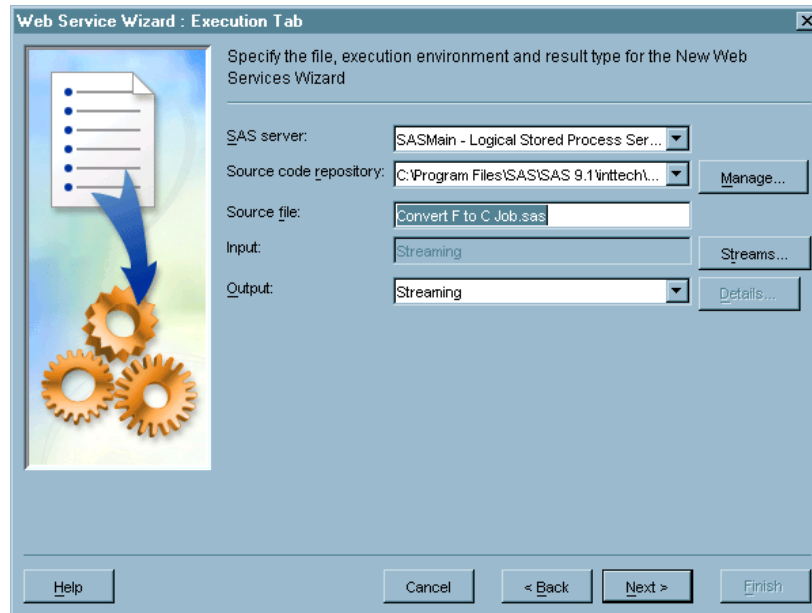 Web Service Wizard : Execution Tab
Specify the file, execution environment and result type for the New Web
Services Wizard
SAS server:
SASMain - Logical Stored Process Ser...
Source code repository:
C:\Program Files\SAS\SAS 9.1\inttech\...
Manage...
Source file:
Convert F to C Job.sas
Input:
Streaming
Streams...
Output:
Streaming
Details...
Help
Cancel
< Back
Next >
Finish